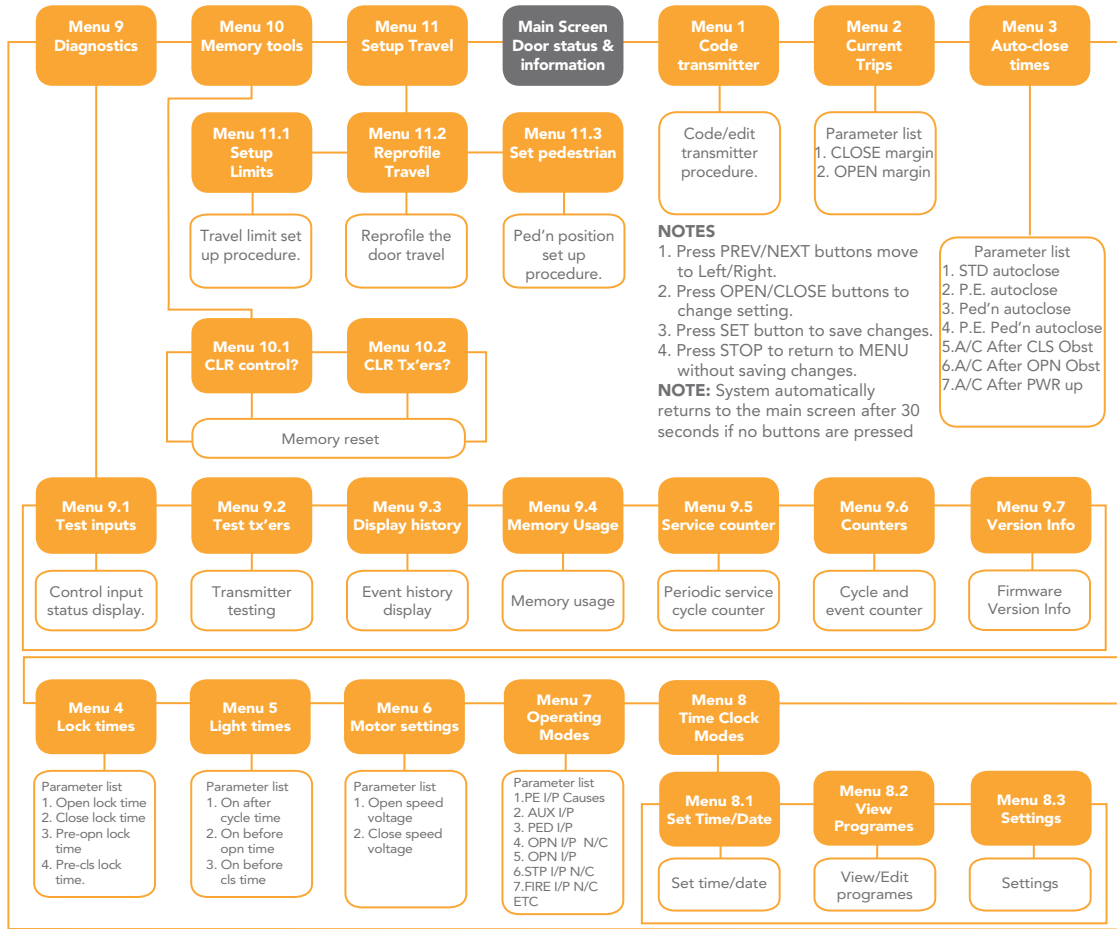 Menu 9
Diagnostics
Menu 10
Memory tools
Menu 11
Setup Travel
Main Screen
Door status &
information
Menu 1
Code
transmitter
Menu 2
Current
Trips
Menu 3
Auto-close
times
Menu 11.1
Setup
Limits
Menu 11.2
Reprofile
Travel
Menu 11.3
Set pedestrian
Code/edit
transmitter
procedure.
Parameter list
1. CLOSE margin
2. OPEN margin
Travel limit set
up procedure.
Reprofile the
door travel
Ped'n position
set up
procedure.
NOTES
1. Press PREV/NEXT buttons move
to Left/Right.
2. Press OPEN/CLOSE buttons to
change setting.
3. Press SET button to save changes.
4. Press STOP to return to MENU
without saving changes.
NOTE: System automatically
returns to the main screen after 30
seconds if no buttons are pressed
Parameter list
1. STD autoclose
2. P.E. autoclose
3. Ped'n autoclose
4. P.E. Ped'n autoclose
5.A/C After CLS Obst
6.A/C After OPN Obst
7.A/C After PWR up
Menu 10.1
CLR control?
Menu 10.2
CLR Tx'ers?
Memory reset
Menu 9.1
Test inputs
Menu 9.2
Test tx'ers
Menu 9.3
Display history
Menu 9.4
Memory Usage
Menu 9.5
Service counter
Menu 9.6
Counters
Menu 9.7
Version Info
Control input
status display.
Transmitter
testing
Event history
display
Memory usage
Periodic service
cycle counter
Cycle and
event counter
Firmware
Version Info
Menu 4
Lock times
Menu 5
Light times
Menu 6
Motor settings
Menu 7
Operating
Modes
Menu 8
Time Clock
Modes
Parameter list
1. Open lock time
2. Close lock time
3. Pre-opn lock
time
4. Pre-cls lock
time.
Parameter list
1. On after
cycle time
2. On before
opn time
3. On before
cls time
Parameter list
1. Open speed
voltage
2. Close speed
voltage
Parameter list
1.PE I/P Causes
2. AUX I/P
3. PED I/P
4. OPN I/P N/C
5. OPN I/P
6.STP I/P N/C
7.FIRE I/P N/C
ETC
Menu 8.1
Set Time/Date
Menu 8.2
View
Programes
Menu 8.3
Settings
Set time/date
View/Edit
programes
Settings